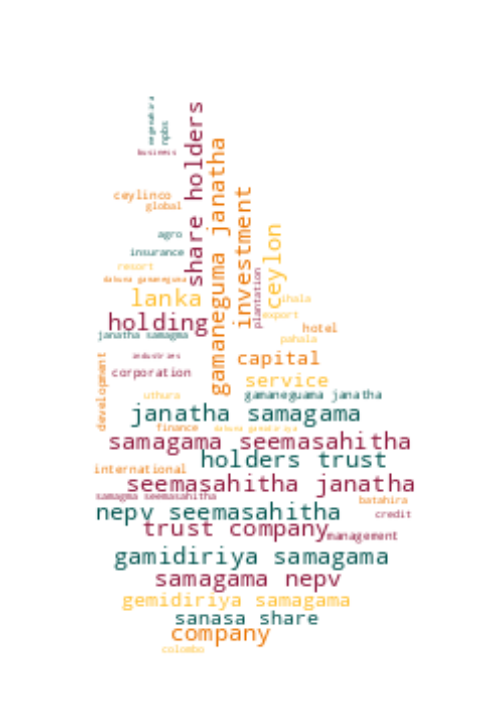 npbs
business
share holders
gamaneguma janatha
ceylinco
global
investment
agro
insurance
ceylon
resort
dakuna gamaneguma
plantation
lanka
ihala
export
holding
hotel
janatha samagma
pahala
industries
capital
development
corporation
service
uthura
gamaneguama janatha
janatha samagama
finance
dakuna gamidiriya
samagama seemasahitha
holders trust
international
seemasahitha janatha
samagma seemasahitha
batahira
nepv seemasahitha
credit
trust company
management
gamidiriya samagama
samagama nepv
gemidiriya samagama
sanasa share
company
colombo